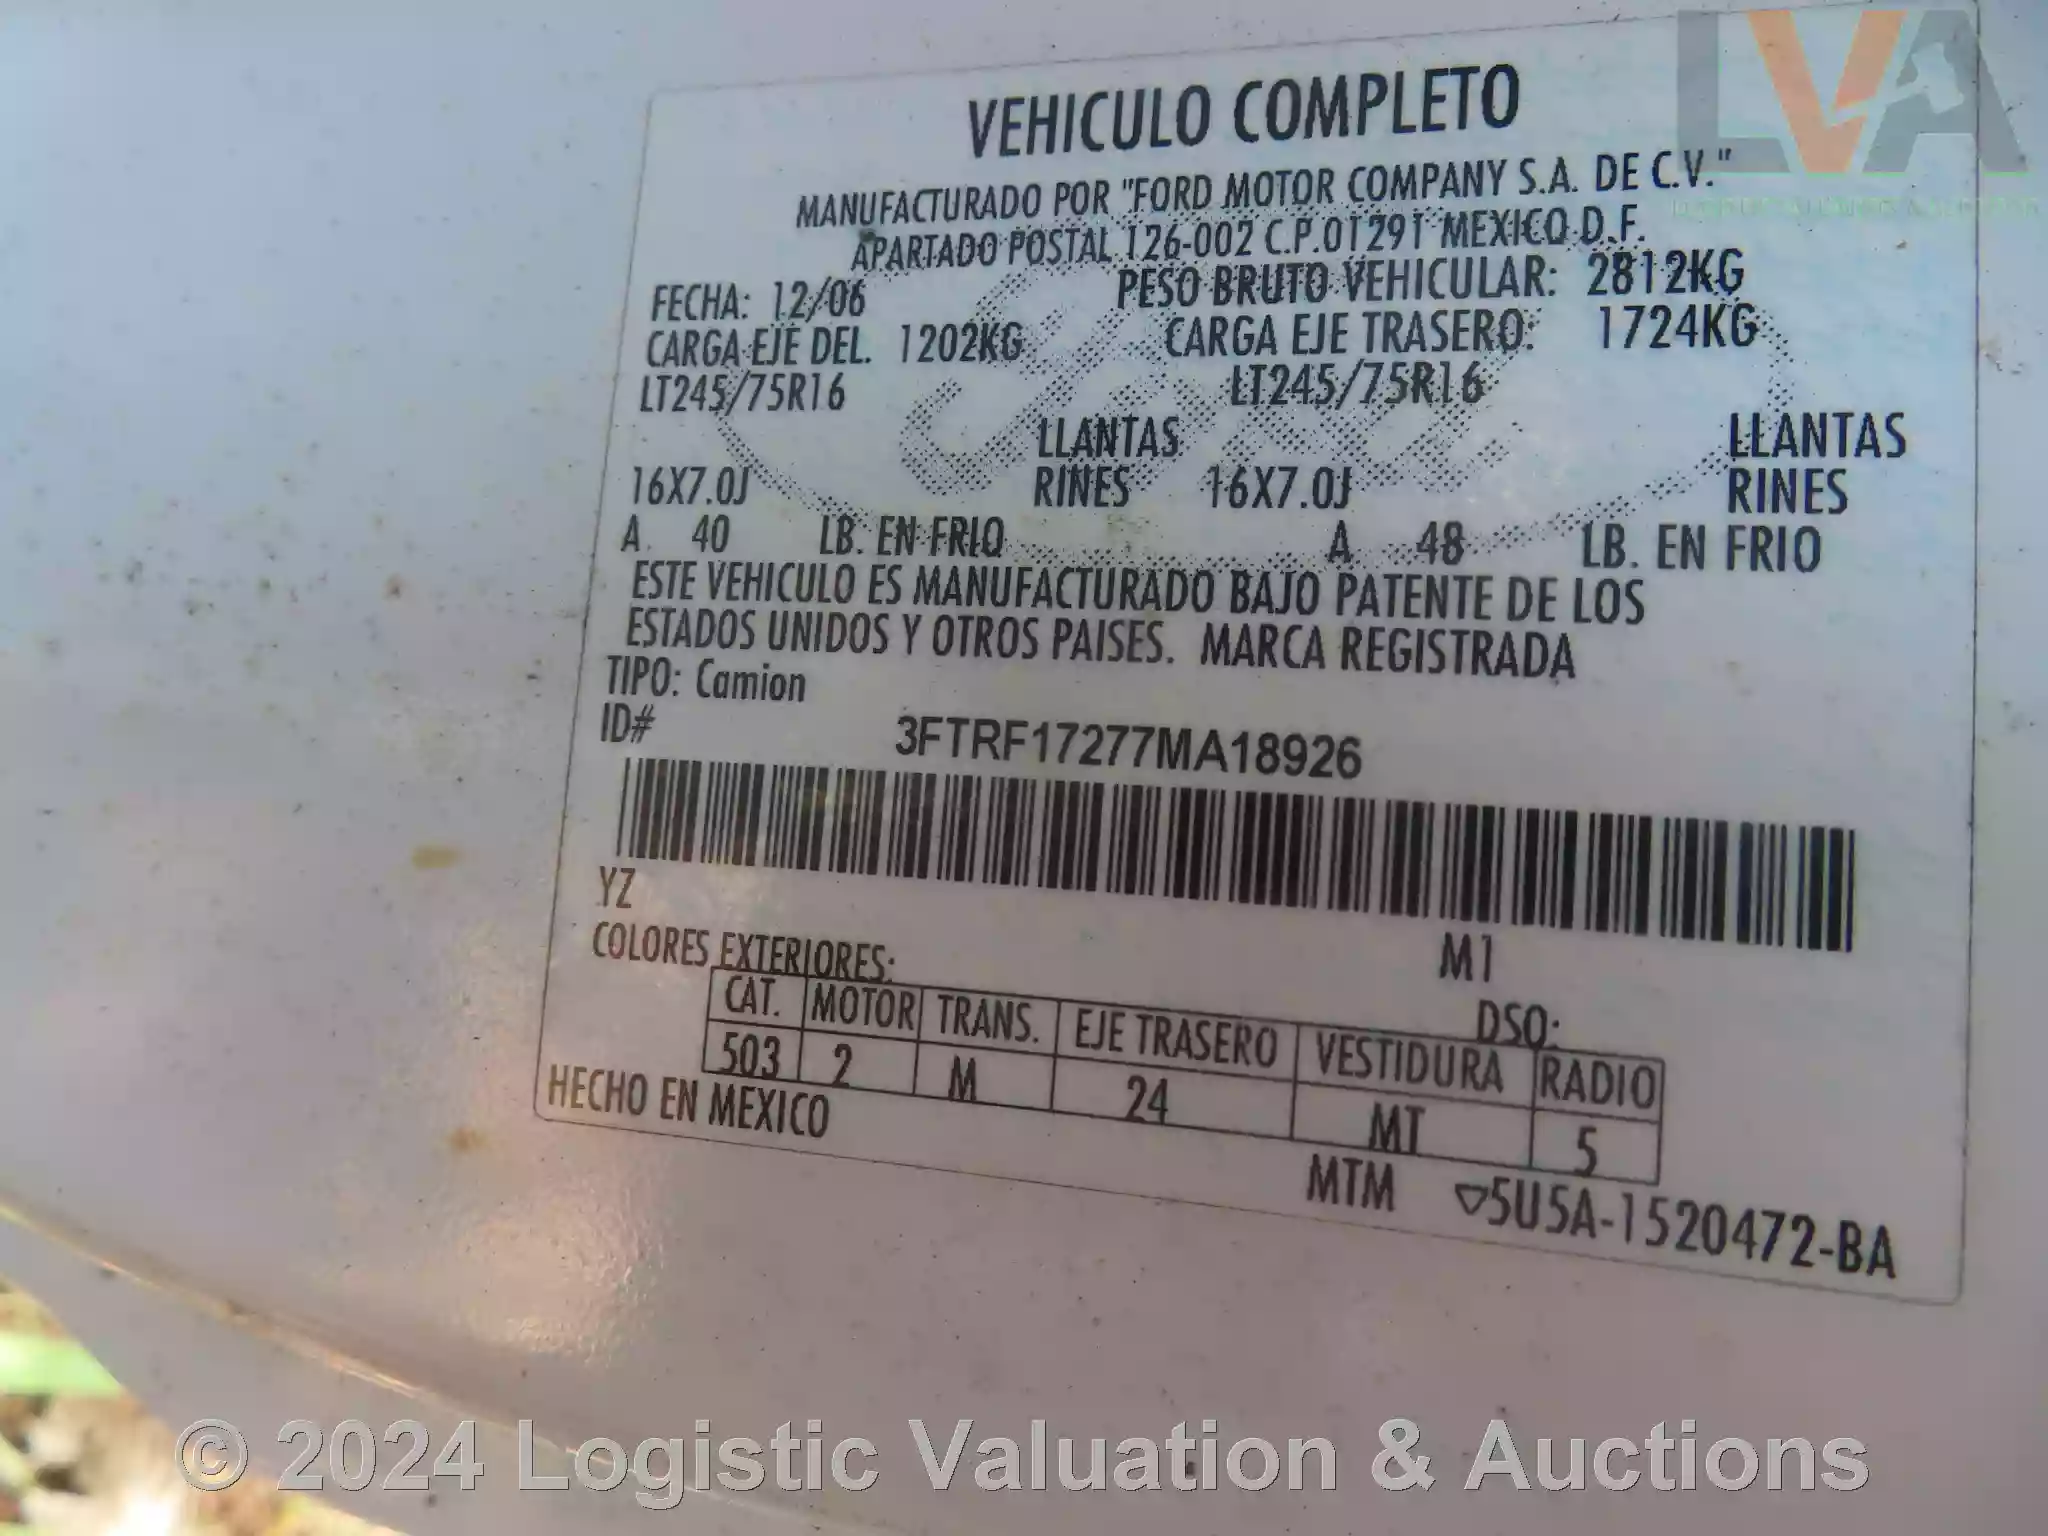 LVA
VEHICULO COMPLETO
MANUFACTURADO POR "FORD MOTOR COMPANY S.A. DE C.V."
APARTADO POSTAL 126-002 C.P.01291 MEXICO D.F.
FECHA: 12/06 PESO BRUTO VEHICULAR: 2812KG
CARGA EJE DEL. 1202KG CARGA EJE TRASERO: 1724KG
LT245/75R16 LT245/75R16
LLANTAS LLANTAS
16X7.0J RINES 16X7.0J RINES
A 40 LB. EN FRIO A 48 LB. EN FRIO
ESTE VEHICULO ES MANUFACTURADO BAJO PATENTE DE LOS
ESTADOS UNIDOS Y OTROS PAISES. MARCA REGISTRADA
TIPO: Camion
ID# 3FTRF17277MA18926
YZ M1
COLORES EXTERIORES: DSO:
CAT. MOTOR TRANS. EJE TRASERO VESTIDURA RADIO
503 2 M 24 MT 5
HECHO EN MEXICO
MTM ▽5U5A-1520472-BA
© 2024 Logistic Valuation & Auctions